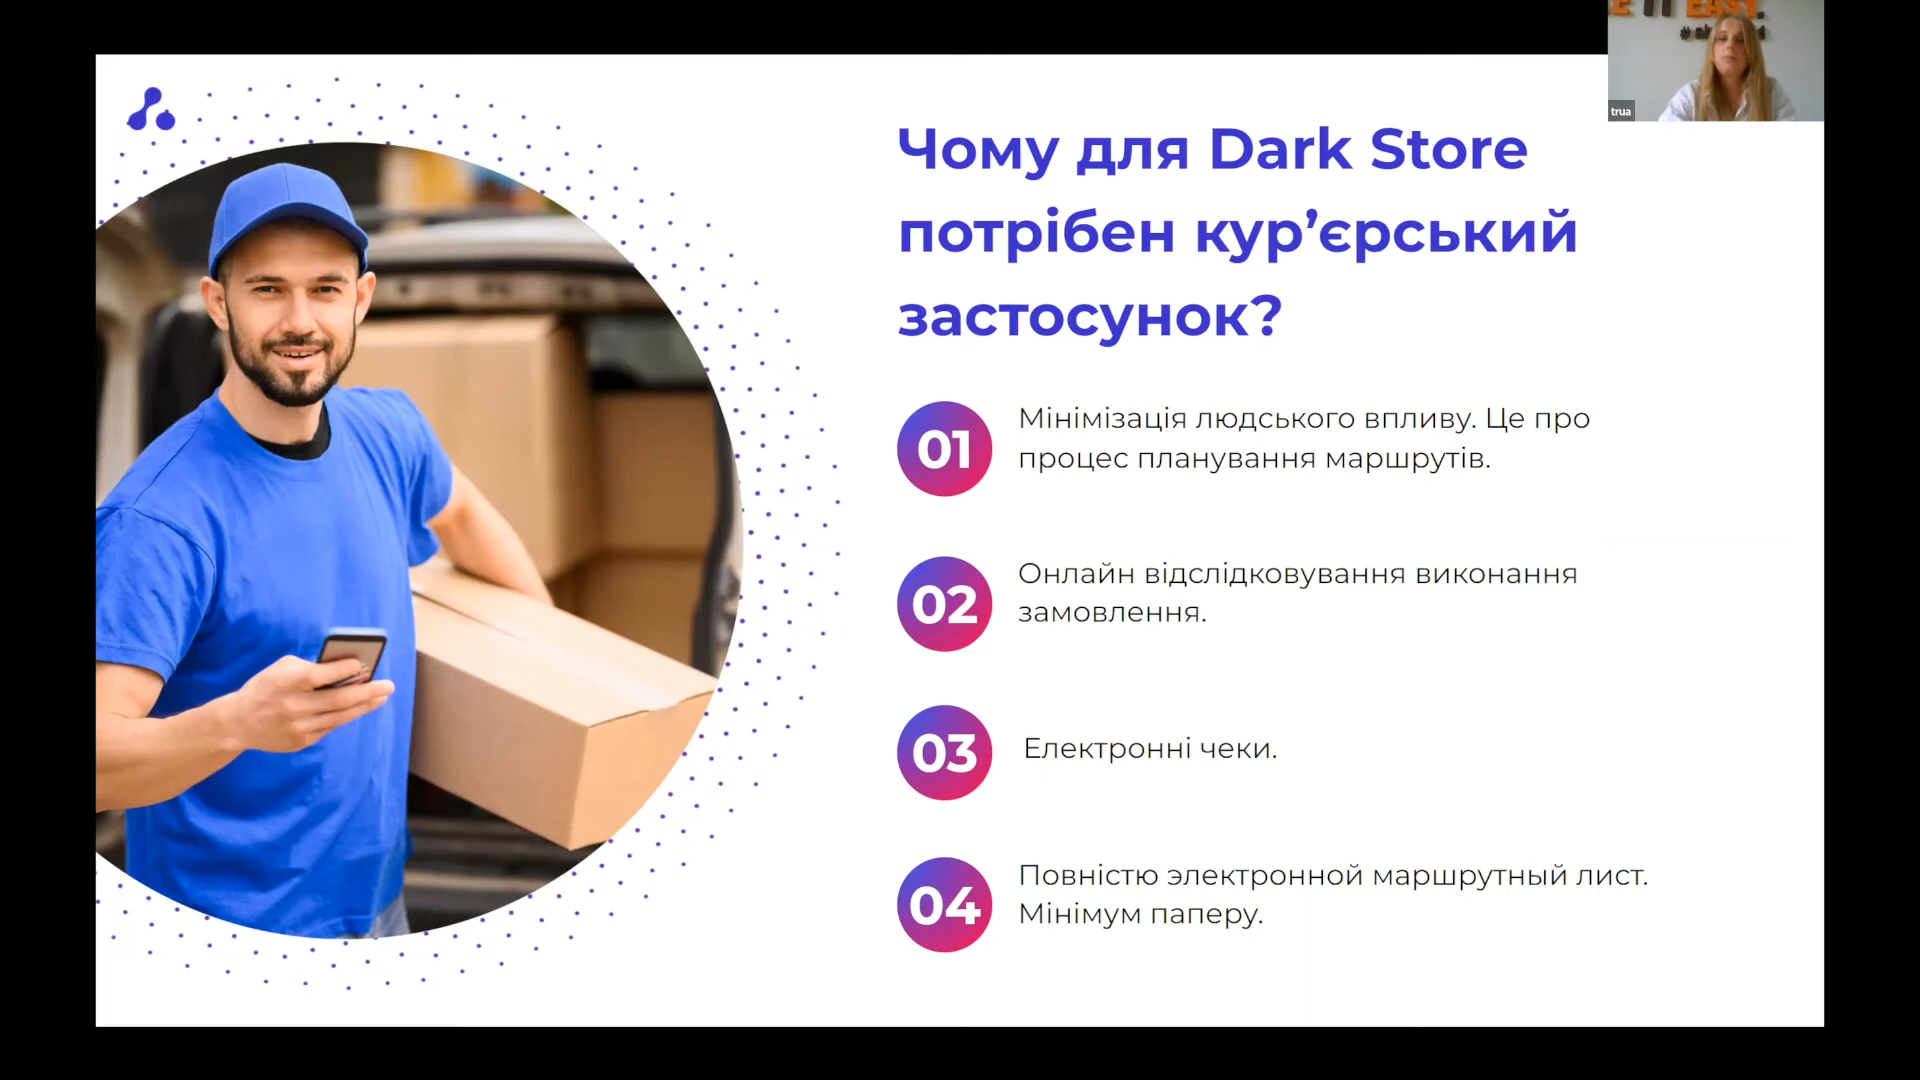 EASY.
trua
Чому для Dark Store
потрібен кур’єрський
застосунок?
01
Мінімізація людського впливу. Це про
процес планування маршрутів.
02
Онлайн відслідковування виконання
замовлення.
03
Електронні чеки.
04
Повністю электронной маршрутный лист.
Мінімум паперу.